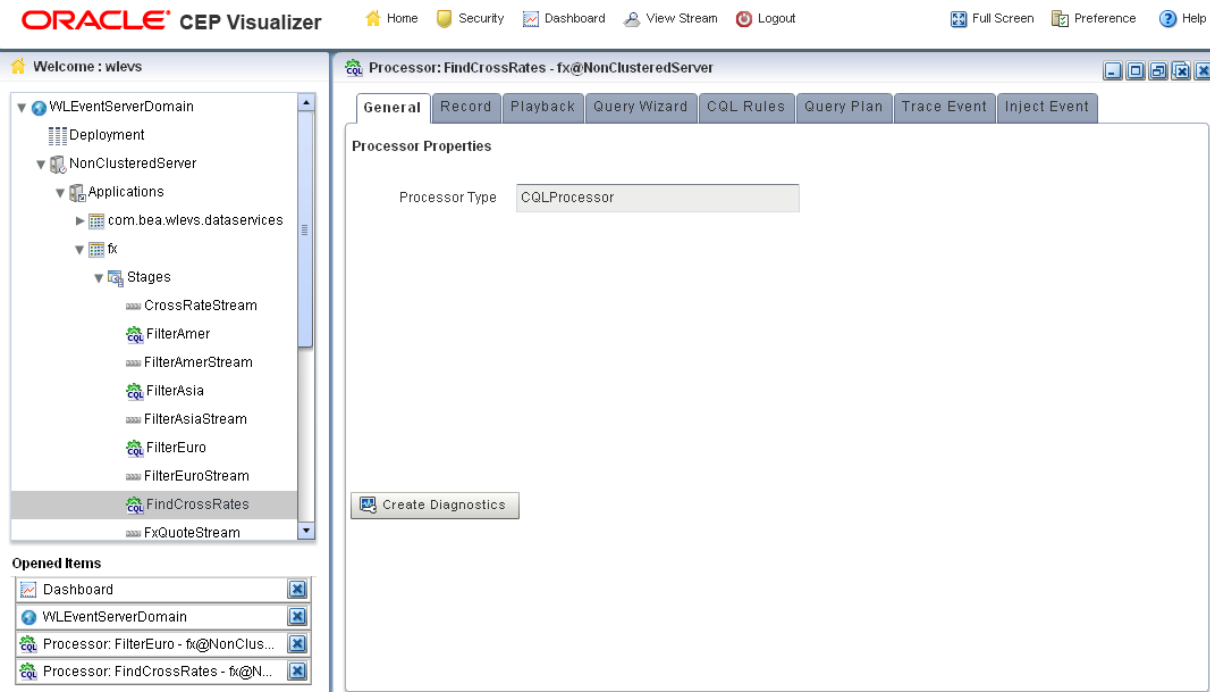 ORACLE CEP Visualizer
Home Security Dashboard View Stream Logout Full Screen Preference Help
Welcome : wlevs
WLEventServerDomain
Deployment
NonClusteredServer
Applications
com.bea.wlevs.dataservices
fx
Stages
CrossRateStream
FilterAmer
FilterAmerStream
FilterAsia
FilterAsiaStream
FilterEuro
FilterEuroStream
FindCrossRates
FxQuoteStream
Opened Items
Dashboard
WLEventServerDomain
Processor: FilterEuro - fx@NonClus...
Processor: FindCrossRates - fx@N...
Processor: FindCrossRates - fx@NonClusteredServer
General Record Playback Query Wizard CQL Rules Query Plan Trace Event Inject Event
Processor Properties
Processor Type CQLProcessor
Create Diagnostics